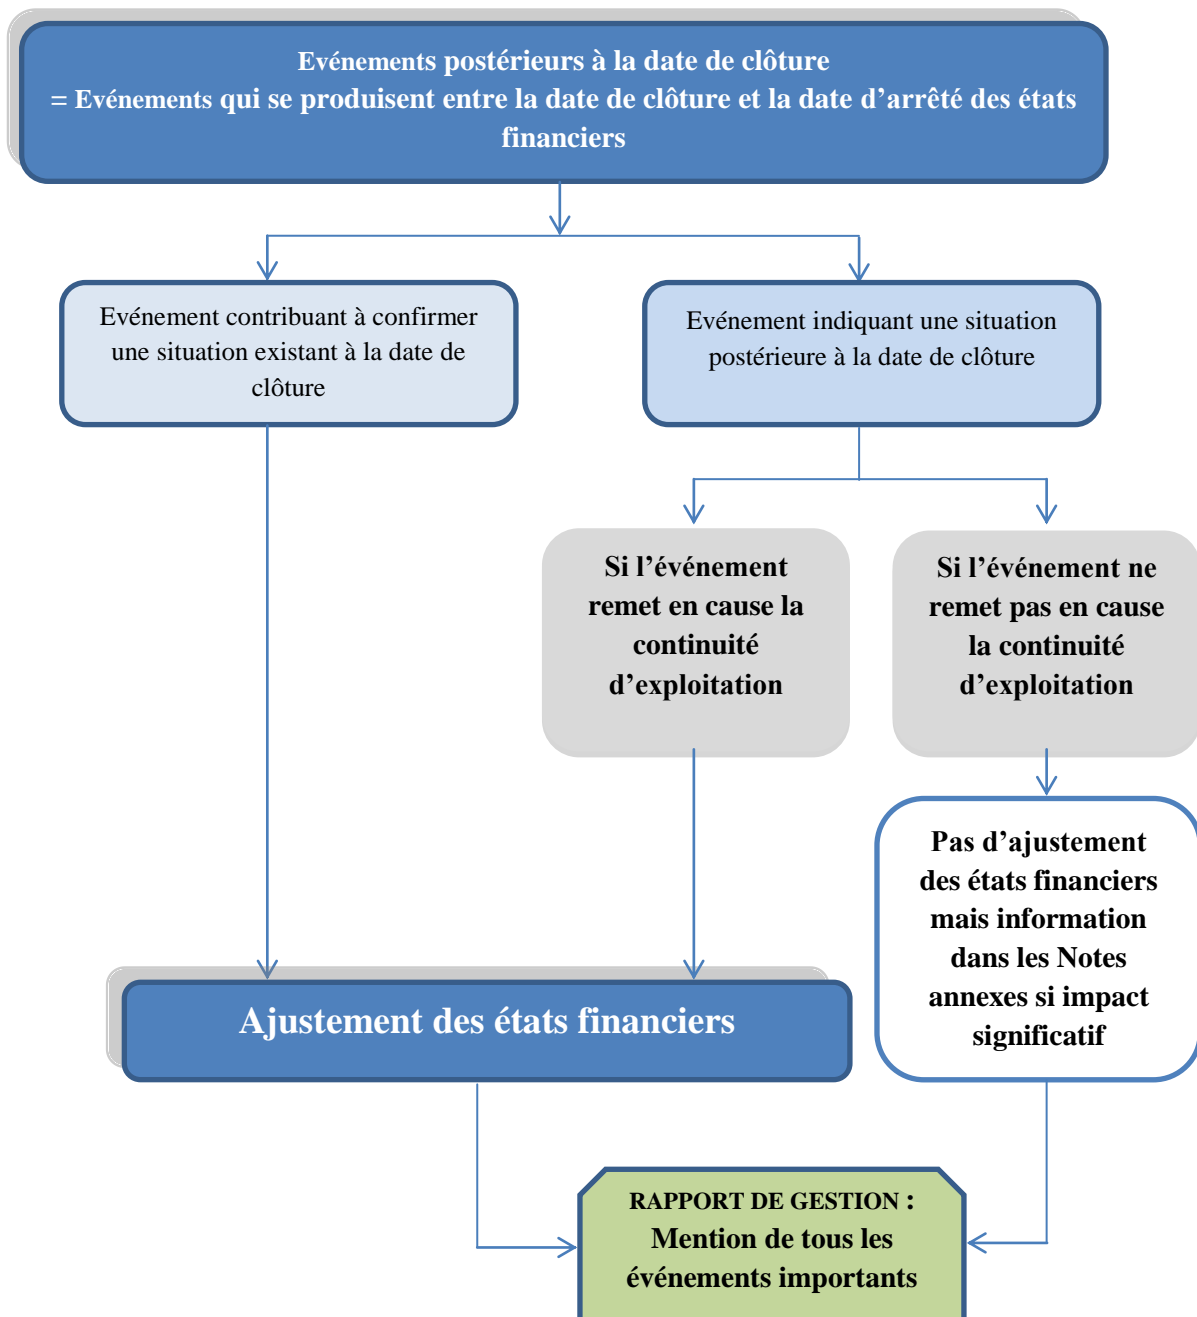 Evénements postérieurs à la date de clôture
= Evénements qui se produisent entre la date de clôture et la date d’arrêté des états
financiers
Evénement contribuant à confirmer
une situation existant à la date de
clôture
Evénement indiquant une situation
postérieure à la date de clôture
Si l’événement
remet en cause la
continuité
d’exploitation
Si l’événement ne
remet pas en cause
la continuité
d’exploitation
Pas d’ajustement
des états financiers
mais information
dans les Notes
annexes si impact
significatif
Ajustement des états financiers
RAPPORT DE GESTION :
Mention de tous les
événements importants